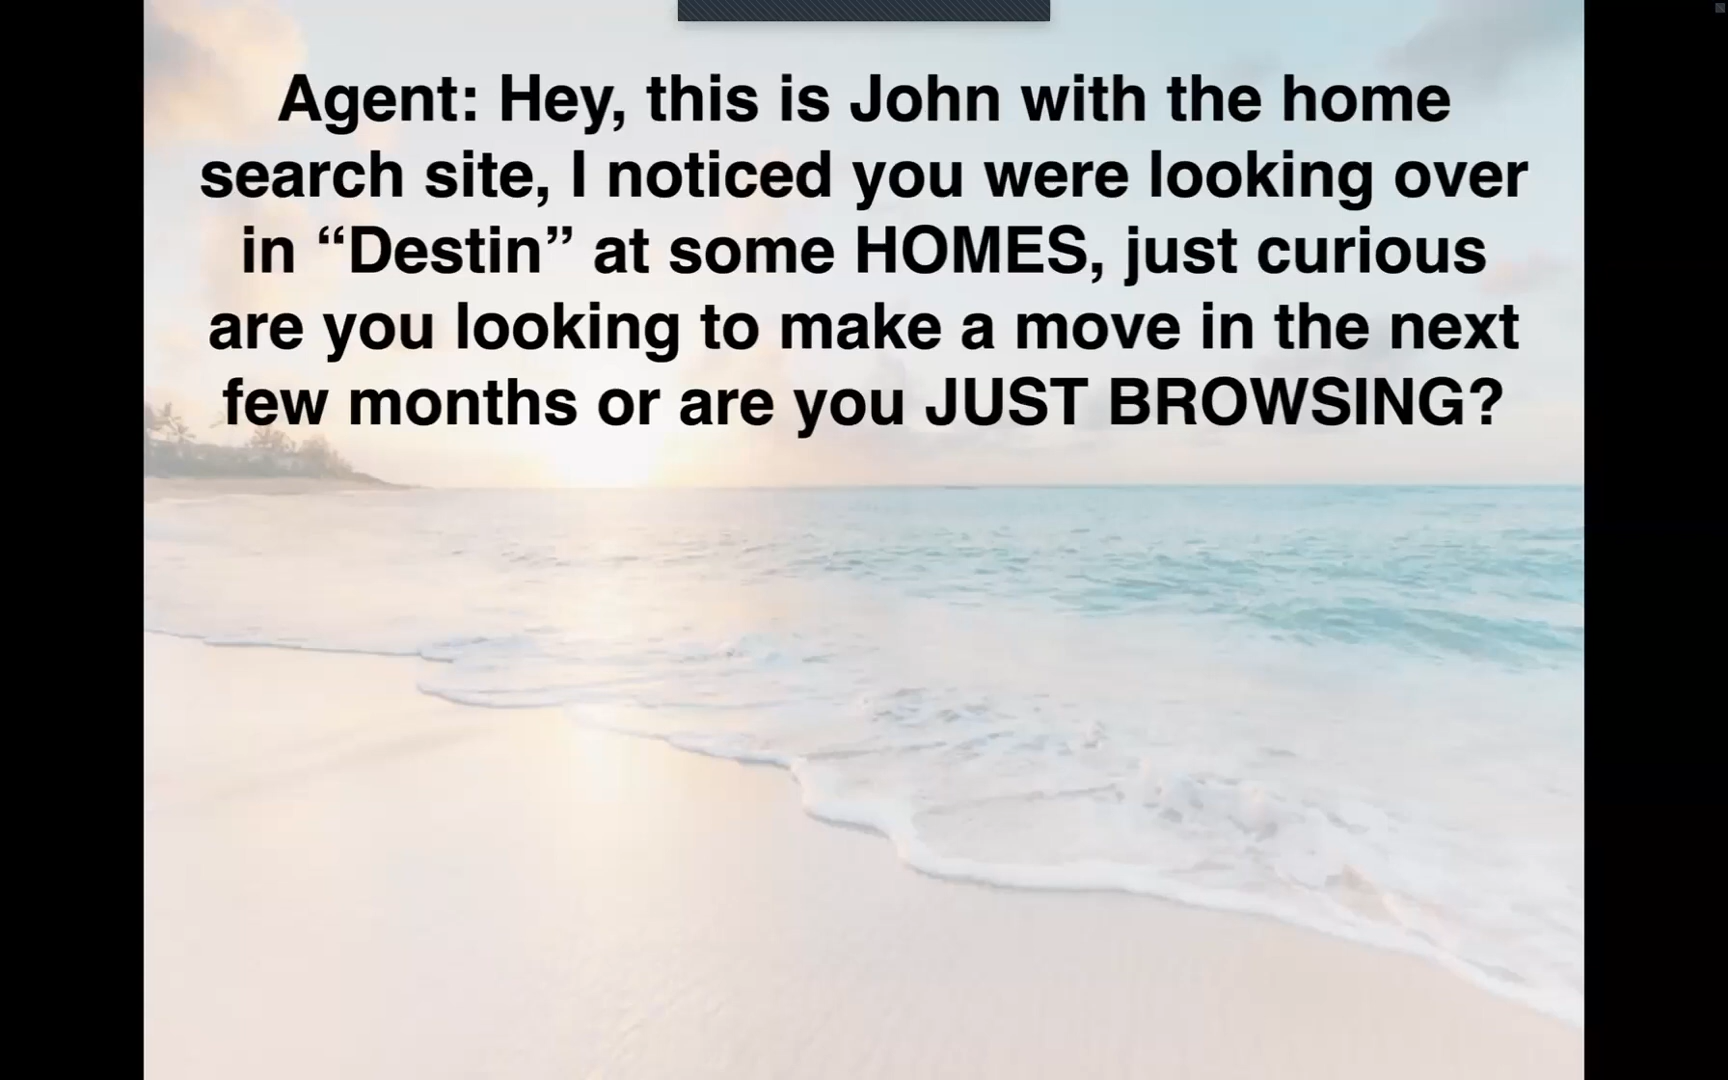 Agent: Hey, this is John with the home
search site, I noticed you were looking over
in “Destin” at some HOMES, just curious
are you looking to make a move in the next
few months or are you JUST BROWSING?